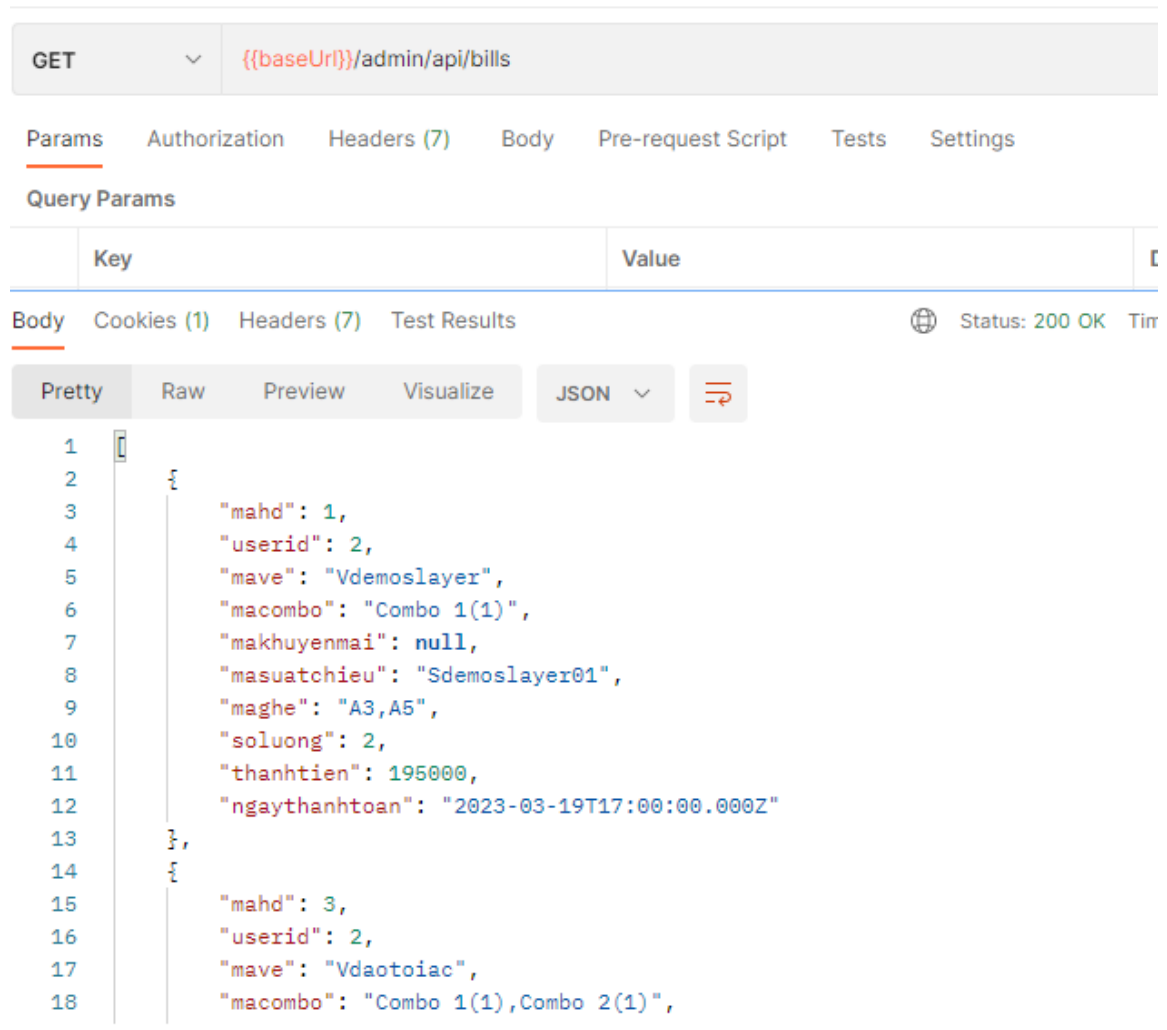 GET {{baseUrl}}/admin/api/bills
Params Authorization Headers (7) Body Pre-request Script Tests Settings
Query Params
Key Value
Body Cookies (1) Headers (7) Test Results Status: 200 OK Tim
Pretty Raw Preview Visualize JSON
1 [
2 {
3 "mahd": 1,
4 "userid": 2,
5 "mave": "Vdemoslayer",
6 "macombo": "Combo 1(1)",
7 "makhuyenmai": null,
8 "masuatchieu": "Sdemoslayer01",
9 "maghe": "A3,A5",
10 "soluong": 2,
11 "thanhtien": 195000,
12 "ngaythanhtoan": "2023-03-19T17:00:00.000Z"
13 },
14 {
15 "mahd": 3,
16 "userid": 2,
17 "mave": "Vdaotoiac",
18 "macombo": "Combo 1(1),Combo 2(1)",